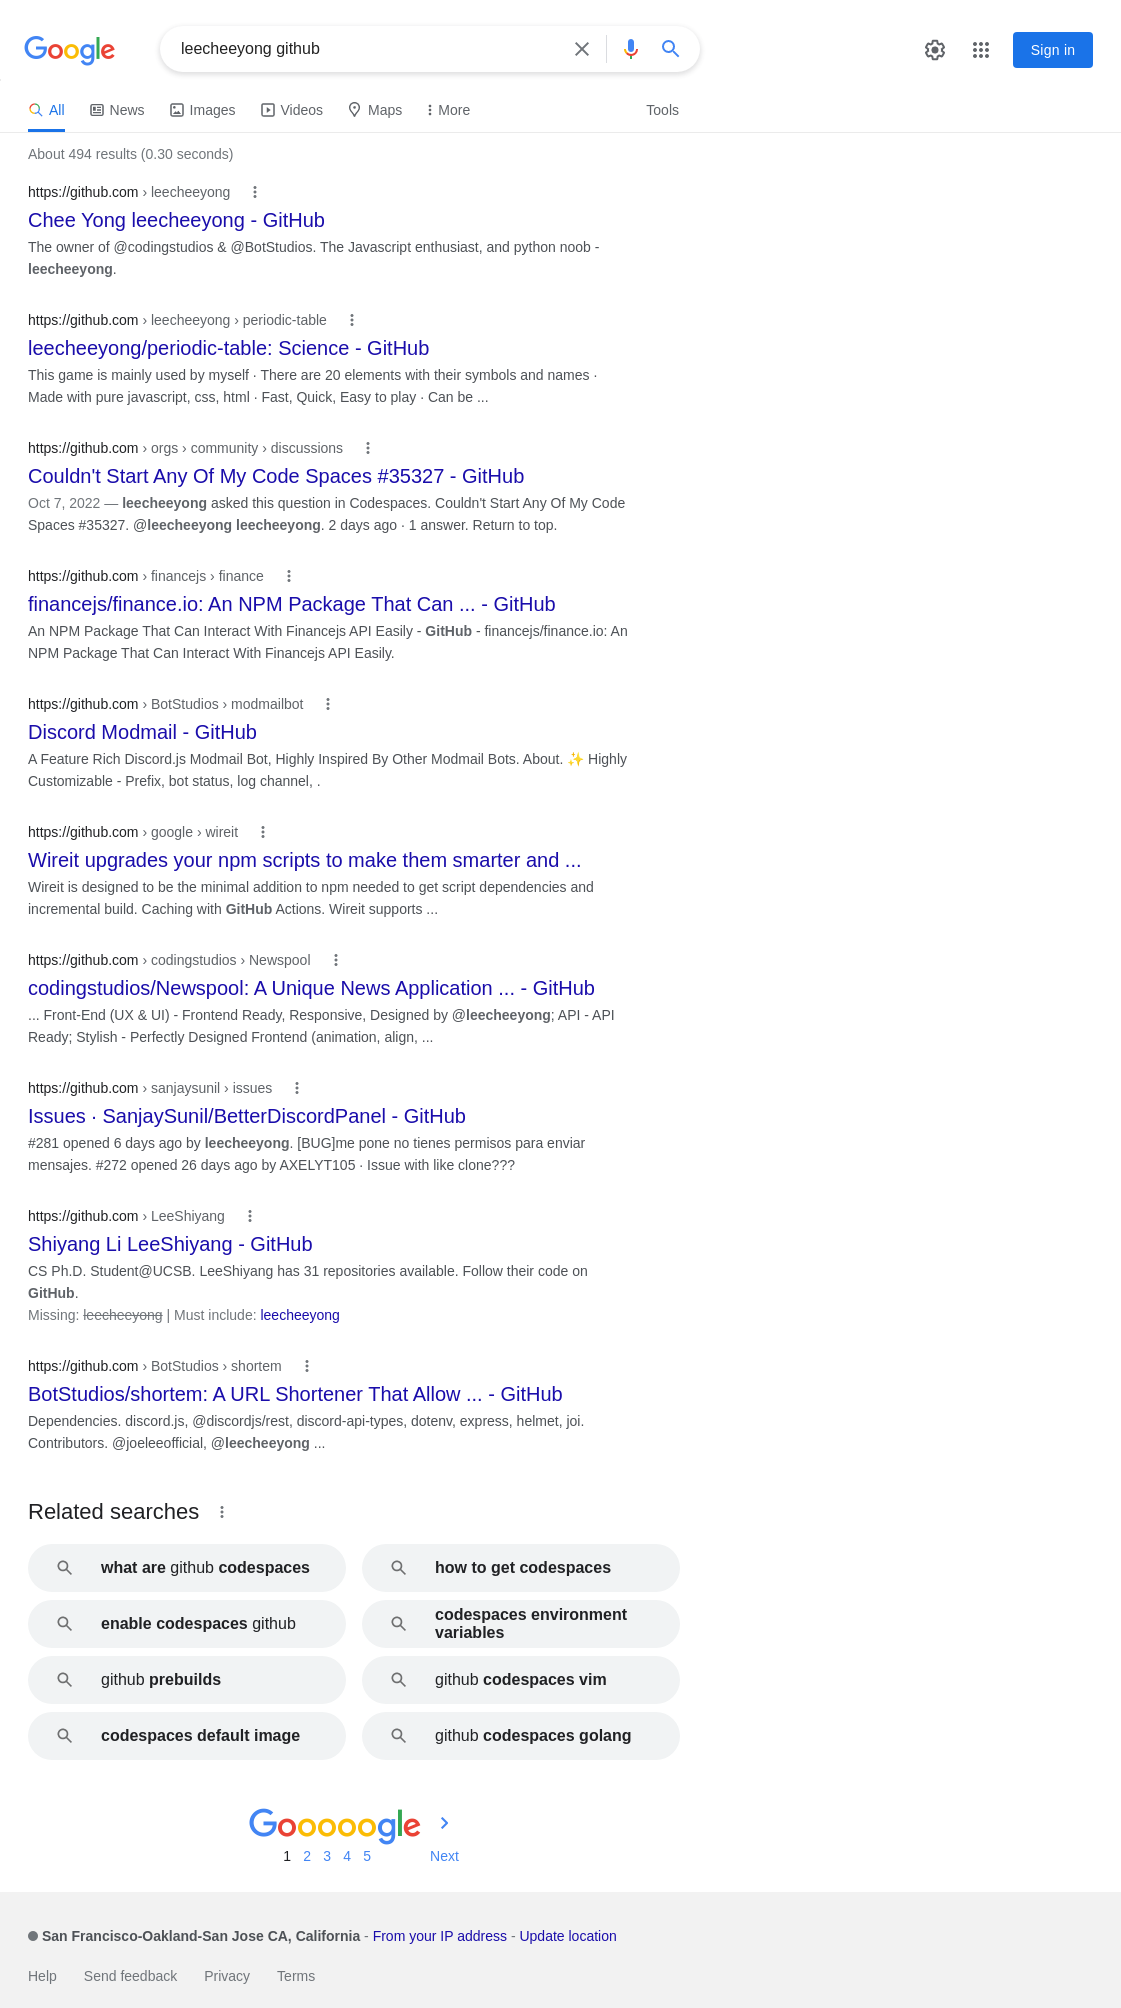 Google
leecheeyong github
Sign in
All News Images Videos Maps More Tools
About 494 results (0.30 seconds)
https://github.com › leecheeyong
Chee Yong leecheeyong - GitHub
The owner of @codingstudios & @BotStudios. The Javascript enthusiast, and python noob -
leecheeyong.
https://github.com › leecheeyong › periodic-table
leecheeyong/periodic-table: Science - GitHub
This game is mainly used by myself · There are 20 elements with their symbols and names ·
Made with pure javascript, css, html · Fast, Quick, Easy to play · Can be ...
https://github.com › orgs › community › discussions
Couldn't Start Any Of My Code Spaces #35327 - GitHub
Oct 7, 2022 — leecheeyong asked this question in Codespaces. Couldn't Start Any Of My Code
Spaces #35327. @leecheeyong leecheeyong. 2 days ago · 1 answer. Return to top.
https://github.com › financejs › finance
financejs/finance.io: An NPM Package That Can ... - GitHub
An NPM Package That Can Interact With Financejs API Easily - GitHub - financejs/finance.io: An
NPM Package That Can Interact With Financejs API Easily.
https://github.com › BotStudios › modmailbot
Discord Modmail - GitHub
A Feature Rich Discord.js Modmail Bot, Highly Inspired By Other Modmail Bots. About. ✨ Highly
Customizable - Prefix, bot status, log channel, .
https://github.com › google › wireit
Wireit upgrades your npm scripts to make them smarter and ...
Wireit is designed to be the minimal addition to npm needed to get script dependencies and
incremental build. Caching with GitHub Actions. Wireit supports ...
https://github.com › codingstudios › Newspool
codingstudios/Newspool: A Unique News Application ... - GitHub
... Front-End (UX & UI) - Frontend Ready, Responsive, Designed by @leecheeyong; API - API
Ready; Stylish - Perfectly Designed Frontend (animation, align, ...
https://github.com › sanjaysunil › issues
Issues · SanjaySunil/BetterDiscordPanel - GitHub
#281 opened 6 days ago by leecheeyong. [BUG]me pone no tienes permisos para enviar
mensajes. #272 opened 26 days ago by AXELYT105 · Issue with like clone???
https://github.com › LeeShiyang
Shiyang Li LeeShiyang - GitHub
CS Ph.D. Student@UCSB. LeeShiyang has 31 repositories available. Follow their code on
GitHub.
Missing: leecheeyong | Must include: leecheeyong
https://github.com › BotStudios › shortem
BotStudios/shortem: A URL Shortener That Allow ... - GitHub
Dependencies. discord.js, @discordjs/rest, discord-api-types, dotenv, express, helmet, joi.
Contributors. @joeleeofficial, @leecheeyong ...
Related searches
what are github codespaces
how to get codespaces
enable codespaces github
codespaces environment
variables
github prebuilds
github codespaces vim
codespaces default image
github codespaces golang
Gooooogle
1 2 3 4 5 Next
San Francisco-Oakland-San Jose CA, California - From your IP address - Update location
Help Send feedback Privacy Terms